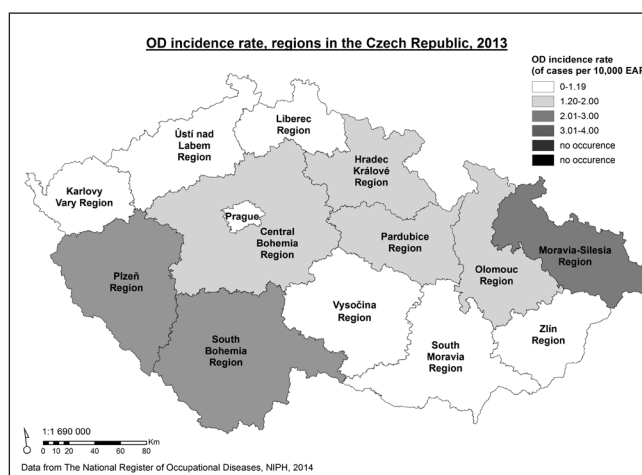 OD incidence rate, regions in the Czech Republic, 2013
OD incidence rate
(of cases per 10,000 EAP
0-1.19
1.20-2.00
2.01-3.00
3.01-4.00
no occurence
no occurence
Liberec
Region
Ústí nad
Labem
Region
Hradec
Králové
Region
Karlovy
Vary Region
Prague
Central
Bohemia
Region
Pardubice
Region
Moravia-Silesia
Region
Plzeň
Region
Olomouc
Region
Vysočina
Region
South
Bohemia
Region
South
Moravia
Region
Zlín
Region
1:1 690 000
0 10 20 40 60 80 Km
Data from The National Register of Occupational Diseases, NIPH, 2014